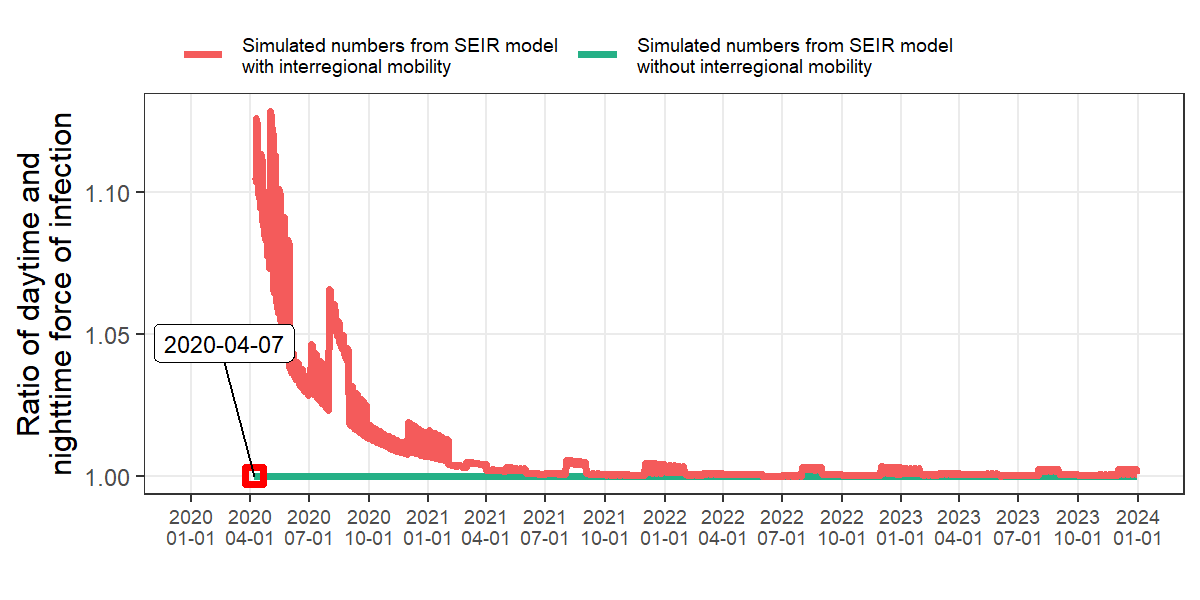 Simulated numbers from SEIR model
with interregional mobility
Simulated numbers from SEIR model
without interregional mobility
Ratio of daytime and
nighttime force of infection
1.10
1.05
1.00
2020-04-07
2020 2020 2020 2020 2021 2021 2021 2021 2022 2022 2022 2022 2023 2023 2023 2023 2024
01-01 04-01 07-01 10-01 01-01 04-01 07-01 10-01 01-01 04-01 07-01 10-01 01-01 04-01 07-01 10-01 01-01